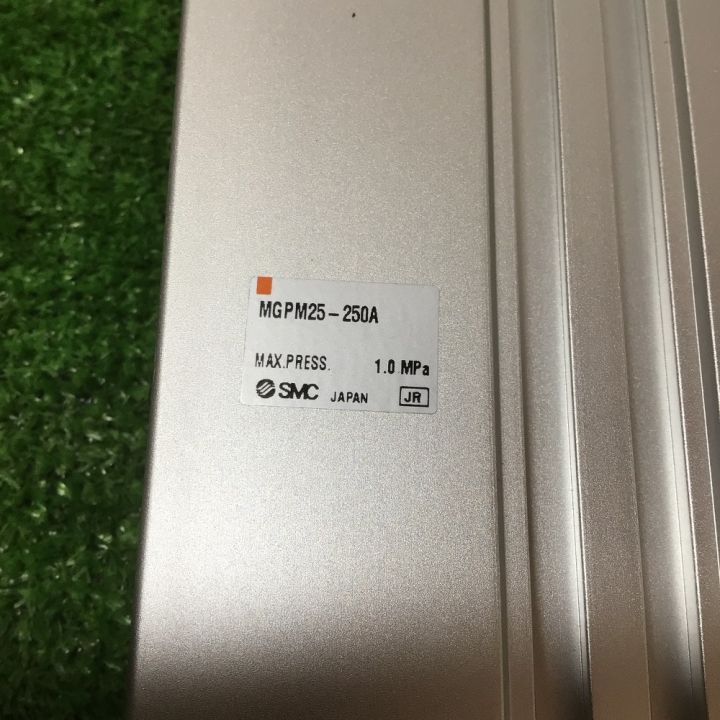 MGPM25-250A
MAX.PRESS. 1.0 MPa
SMC JAPAN JR